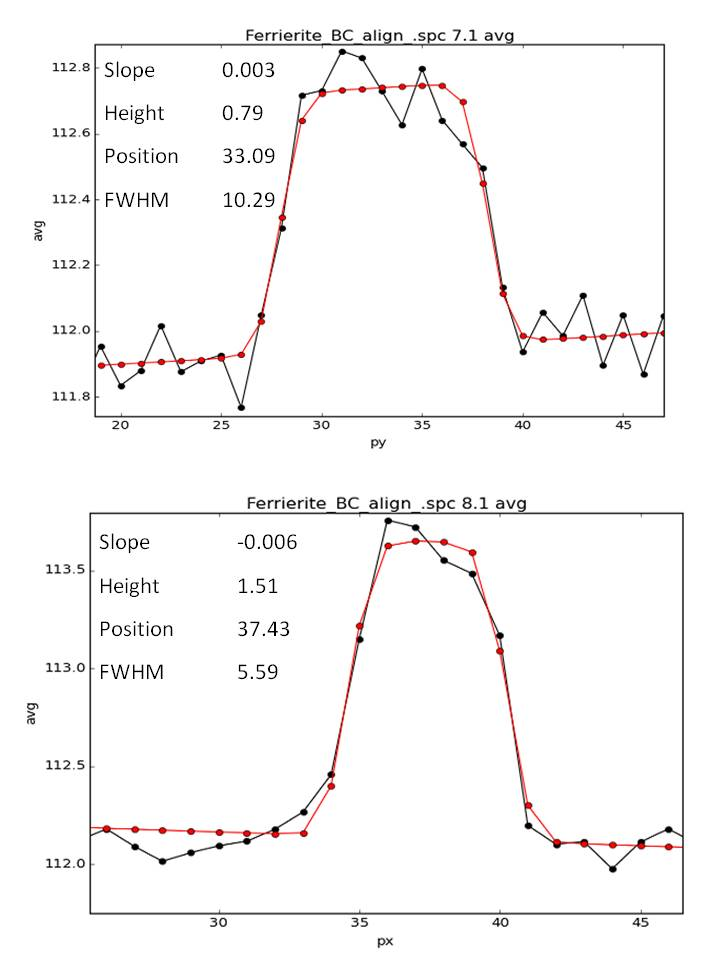 Ferrierite_BC_align_.spc 7.1 avg
112.8
112.6
112.4
112.2
112.0
111.8
avg
Slope 0.003
Height 0.79
Position 33.09
FWHM 10.29
20 25 30 35 40 45
py
Ferrierite_BC_align_.spc 8.1 avg
113.5
113.0
112.5
112.0
avg
Slope -0.006
Height 1.51
Position 37.43
FWHM 5.59
30 35 40 45
px